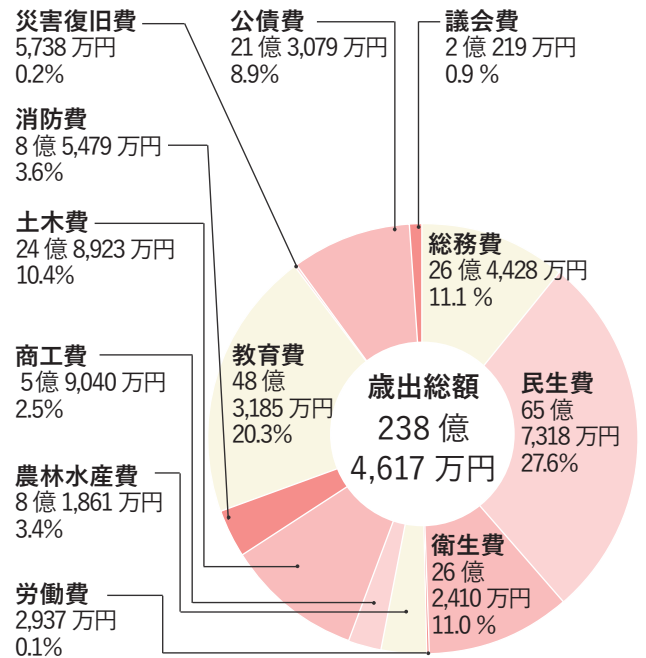 災害復旧費
5,738 万円
0.2%
公債費
21 億 3,079 万円
8.9%
議会費
2 億 219 万円
0.9 %
消防費
8 億 5,479 万円
3.6%
土木費
24 億 8,923 万円
10.4%
商工費
5億 9,040 万円
2.5%
農林水産費
8 億 1,861 万円
3.4%
労働費
2,937 万円
0.1%
総務費
26 億 4,428 万円
11.1 %
教育費
48 億
3,185 万円
20.3%
歳出総額
238 億
4,617 万円
民生費
65 億
7,318 万円
27.6%
衛生費
26 億
2,410 万円
11.0 %